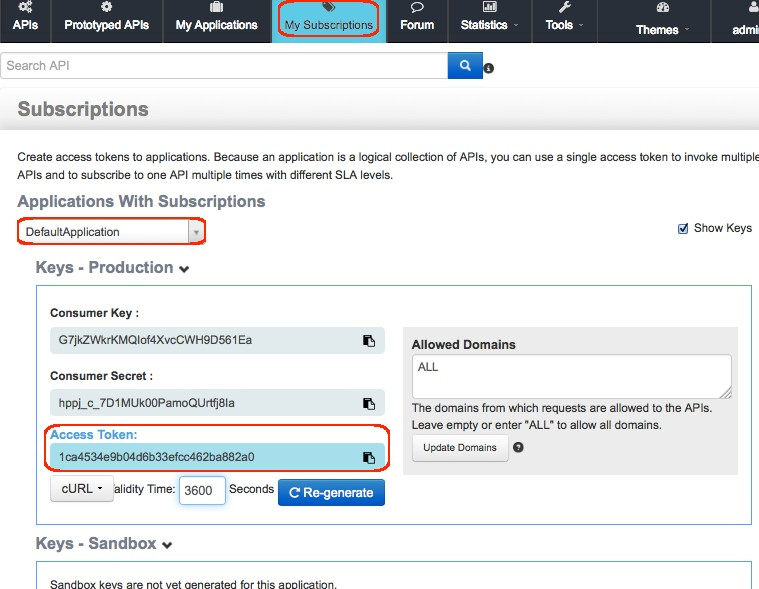 APIs Prototyped APIs My Applications My Subscriptions Forum Statistics Tools Themes admi
Search API
Subscriptions
Create access tokens to applications. Because an application is a logical collection of APIs, you can use a single access token to invoke multiple
APIs and to subscribe to one API multiple times with different SLA levels.
Applications With Subscriptions
DefaultApplication
Show Keys
Keys - Production
Consumer Key :
G7jkZWkrKMQIof4XvcCWH9D561Ea
Consumer Secret :
hppj_c_7D1MUk00PamoQUrtfj8Ia
Access Token:
1ca4534e9b04d6b33efcc462ba882a0
cURL alidity Time: 3600 Seconds Re-generate
Allowed Domains
ALL
The domains from which requests are allowed to the APIs.
Leave empty or enter "ALL" to allow all domains.
Update Domains
Keys - Sandbox
Sandbox keys are not yet generated for this application.